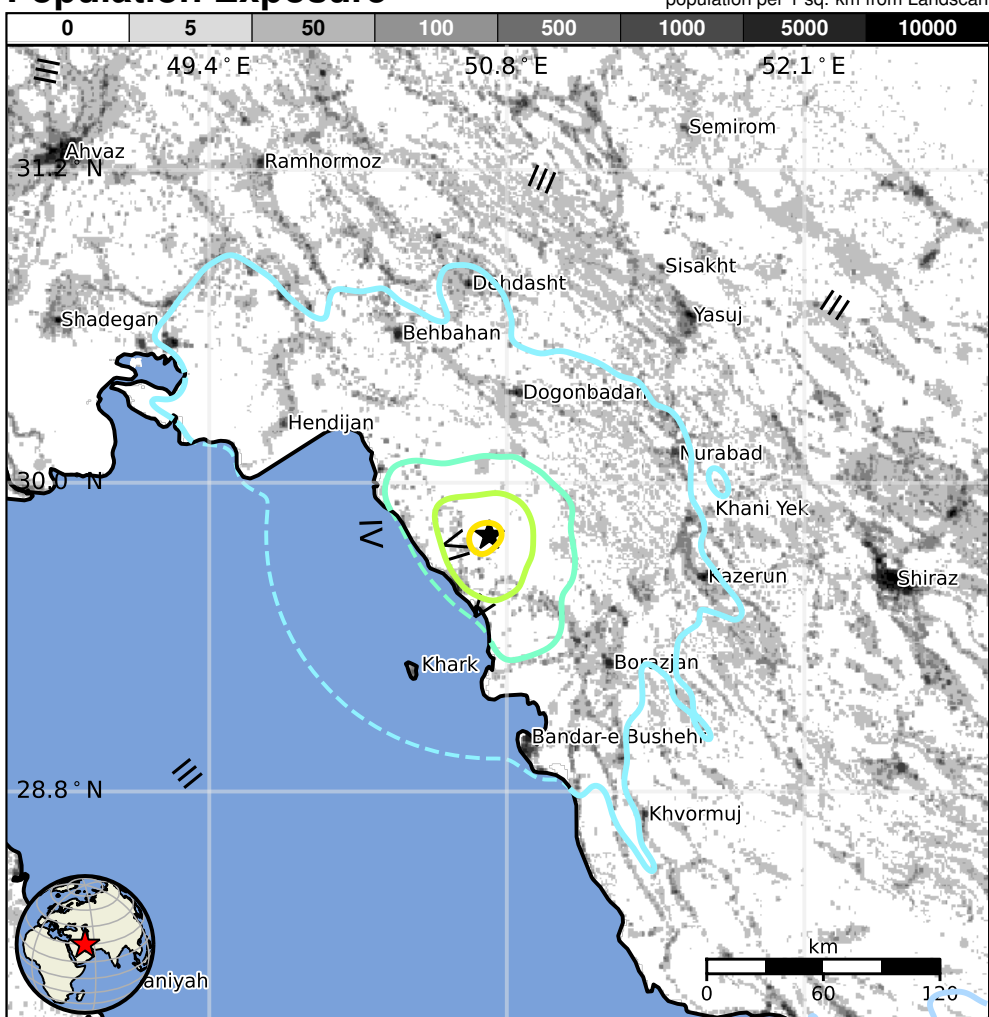 Population Exposure
population per 1 sq. km from Landscan
0 5 50 100 500 1000 5000 10000
49.4°E 50.8°E 52.1°E
Semirom
Ahvaz
Ramhormoz
31.2°N
III
III
Sisakht
Dehdasht
III
Shadegan
Yasuj
Behbahan
Dogonbadan
Hendijan
Nurabad
30.0°N
Khani Yek
IV
VI
Kazerun
Shiraz
V
Khark
Borazjan
Bandar-e Bushehr
III
28.8°N
Khvormuj
km
aniyah
0 60 120